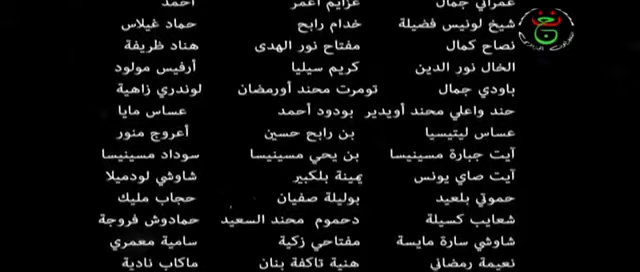 عمراني جمال عزايم أعمر أحمد
شيخ لونيس فضيلة خدام رابح حماد غيلاس
نصاح كمال مفتاح نور الهدى هناد ظريفة
الخال نور الدين كريم سيليا أرفيس مولود
باودي جمال تومرت محند أورمضان لوندري زاهية
حند واعلي محند أويدير بودود أحمد عساس مايا
عساس ليتيسيا بن رابح حسين أعروج منور
آيت جبارة مسينيسا بن يحي مسينيسا سوداد مسينيسا
آيت صاي يونس يمينة بلكبير شاوشي لودميلا
حموتي بلعيد بوليلة صفيان حجاب مليك
شعايب كسيلة دحموم محند السعيد حمادوش فروجة
شاوشي سارة مايسة مفتاحي زكية سامية معمري
نعيمة رمضاني هنية تاكفة بنان ماكاب نادية